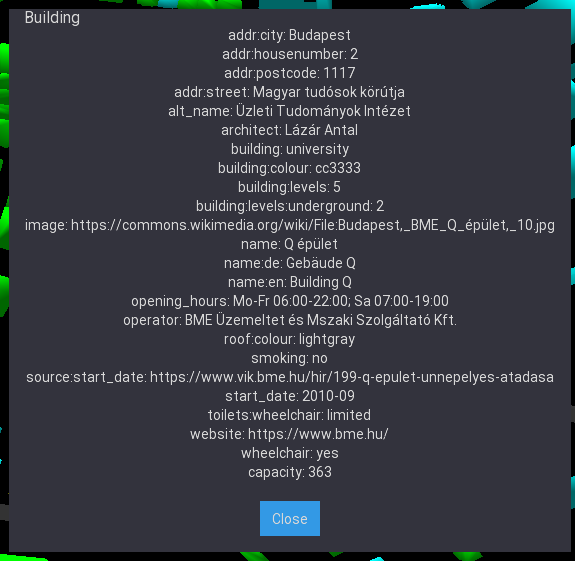 Building
addr:city: Budapest
addr:housenumber: 2
addr:postcode: 1117
addr:street: Magyar tudósok körútja
alt_name: Üzleti Tudományok Intézet
architect: Lázár Antal
building: university
building:colour: cc3333
building:levels: 5
building:levels:underground: 2
image: https://commons.wikimedia.org/wiki/File:Budapest,_BME_Q_épület,_10.jpg
name: Q épület
name:de: Gebäude Q
name:en: Building Q
opening_hours: Mo-Fr 06:00-22:00; Sa 07:00-19:00
operator: BME Üzemeltet és Mszaki Szolgáltató Kft.
roof:colour: lightgray
smoking: no
source:start_date: https://www.vik.bme.hu/hir/199-q-epulet-unnepelyes-atadasa
start_date: 2010-09
toilets:wheelchair: limited
website: https://www.bme.hu/
wheelchair: yes
capacity: 363
Close